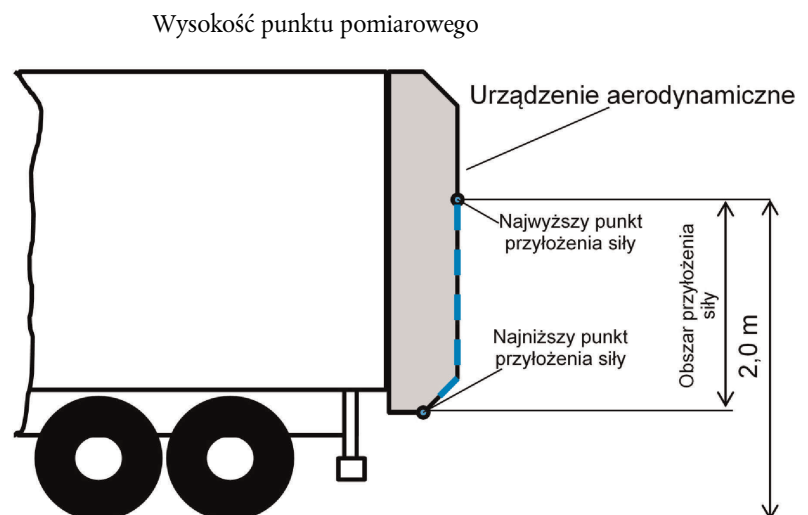 Wysokość punktu pomiarowego
Urządzenie aerodynamiczne
Najwyższy punkt
przyłożenia siły
Najniższy punkt
przyłożenia siły
Obszar przyłożenia
siły
2,0 m